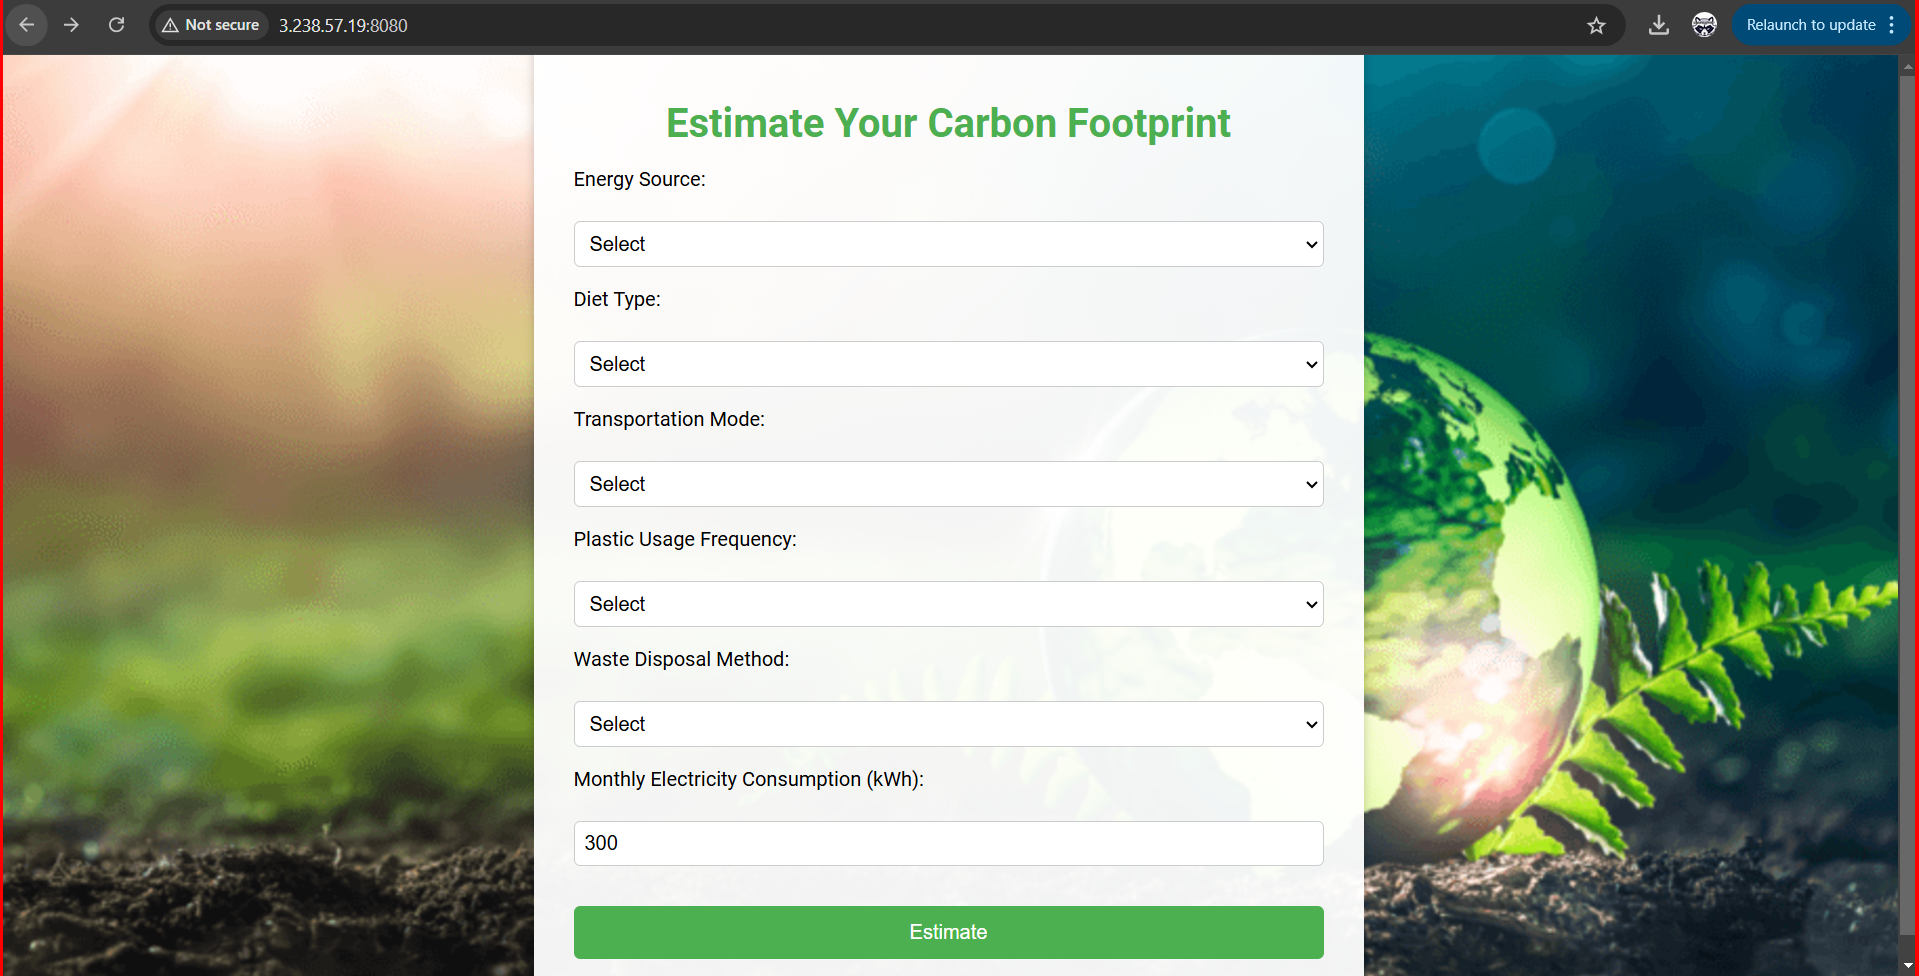 Not secure
3.238.57.19:8080
Relaunch to update
Estimate Your Carbon Footprint
Energy Source:
Select
Diet Type:
Select
Transportation Mode:
Select
Plastic Usage Frequency:
Select
Waste Disposal Method:
Select
Monthly Electricity Consumption (kWh):
300
Estimate